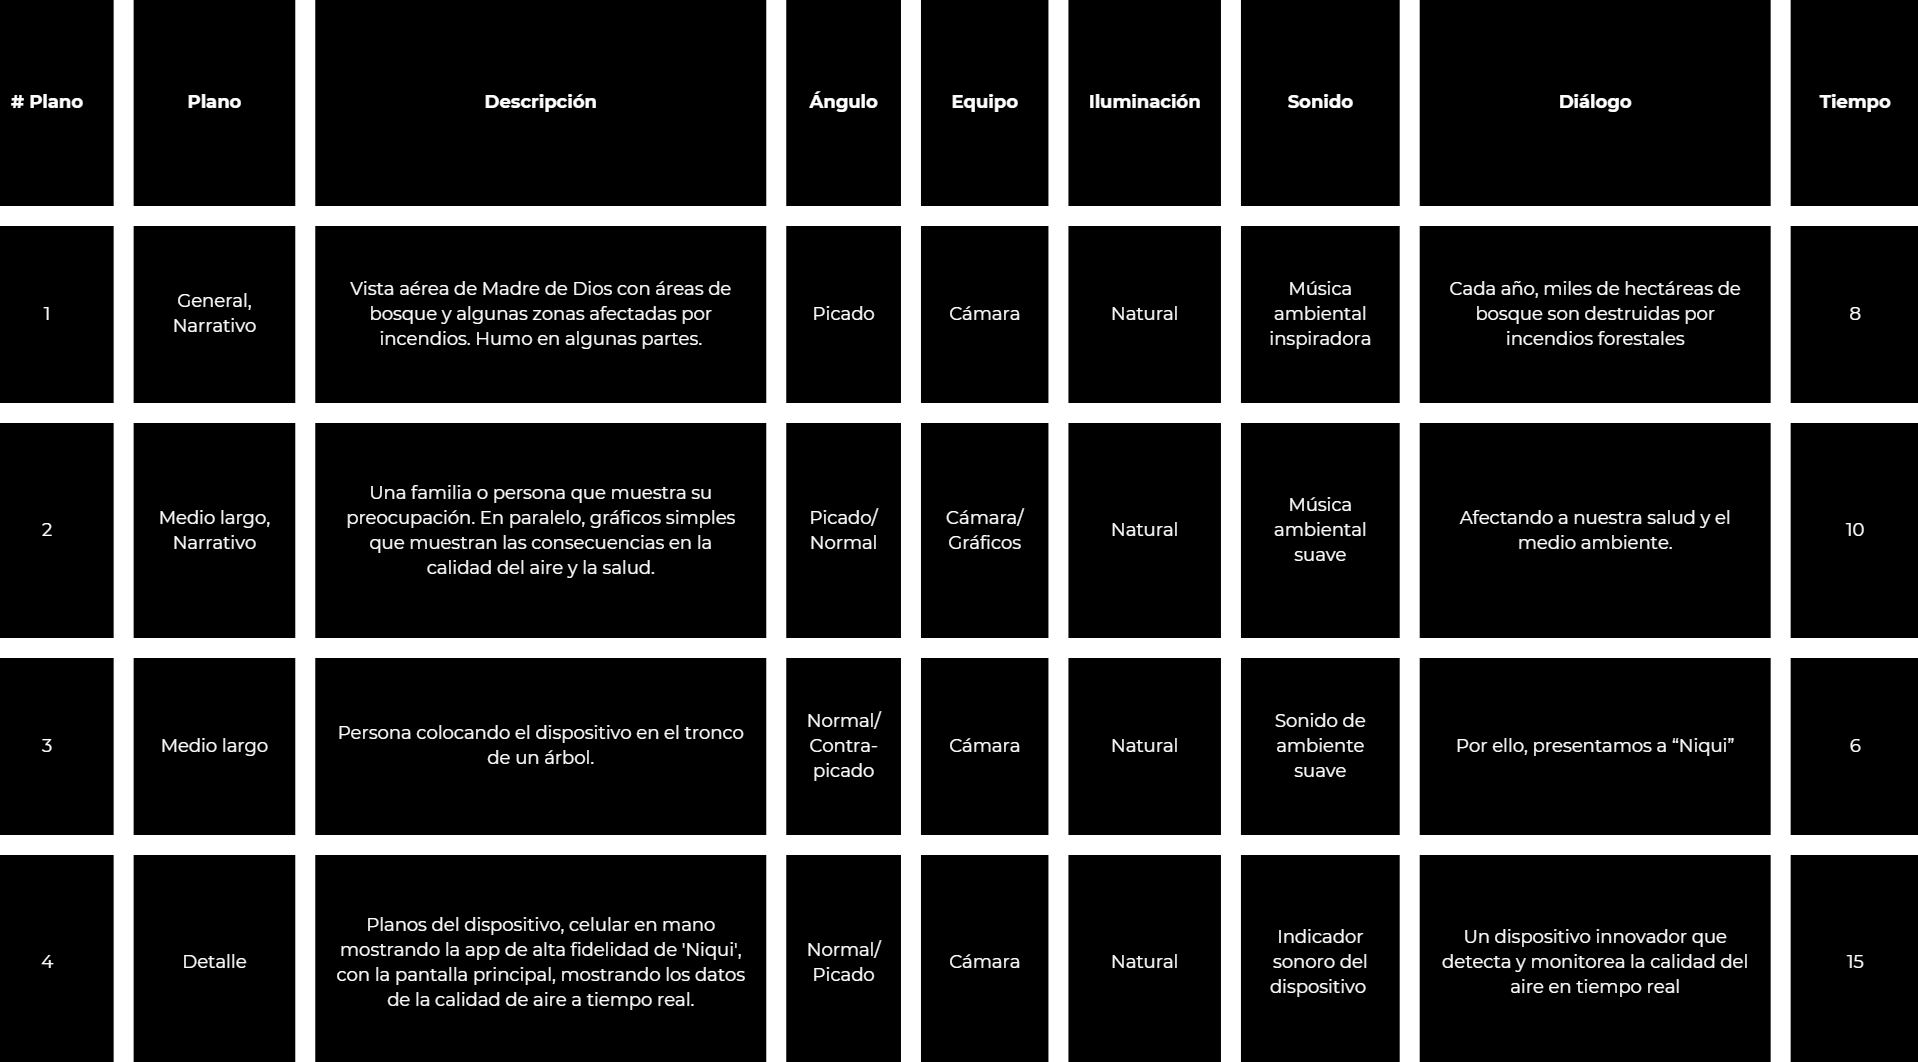 # Plano
Plano
Descripción
Ángulo
Equipo
Iluminación
Sonido
Diálogo
Tiempo
1
General,
Narrativo
Vista aérea de Madre de Dios con áreas de
bosque y algunas zonas afectadas por
incendios. Humo en algunas partes.
Picado
Cámara
Natural
Música
ambiental
inspiradora
Cada año, miles de hectáreas de
bosque son destruidas por
incendios forestales
8
2
Medio largo,
Narrativo
Una familia o persona que muestra su
preocupación. En paralelo, gráficos simples
que muestran las consecuencias en la
calidad del aire y la salud.
Picado/
Normal
Cámara/
Gráficos
Natural
Música
ambiental
suave
Afectando a nuestra salud y el
medio ambiente.
10
3
Medio largo
Persona colocando el dispositivo en el tronco
de un árbol.
Normal/
Contra-
picado
Cámara
Natural
Sonido de
ambiente
suave
Por ello, presentamos a “Niqui”
6
4
Detalle
Planos del dispositivo, celular en mano
mostrando la app de alta fidelidad de 'Niqui',
con la pantalla principal, mostrando los datos
de la calidad de aire a tiempo real.
Normal/
Picado
Cámara
Natural
Indicador
sonoro del
dispositivo
Un dispositivo innovador que
detecta y monitorea la calidad del
aire en tiempo real
15